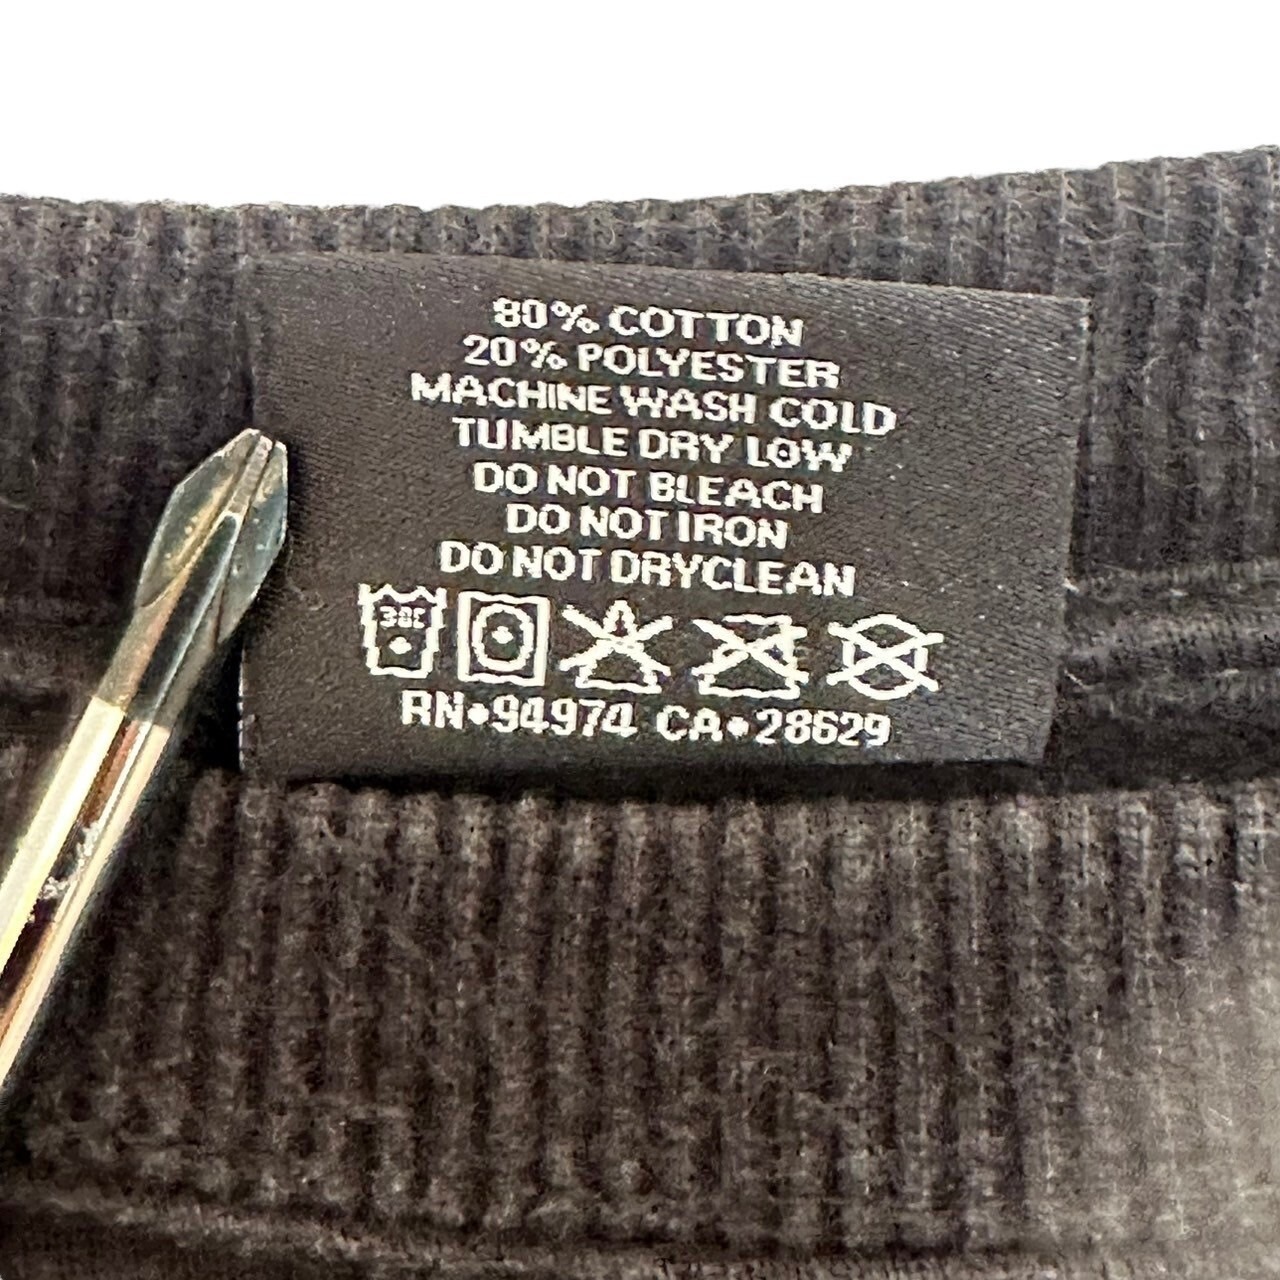 80% COTTON
20% POLYESTER
MACHINE WASH COLD
TUMBLE DRY LOW
DO NOT BLEACH
DO NOT IRON
DO NOT DRYCLEAN
30C
RN•94974 CA•28629